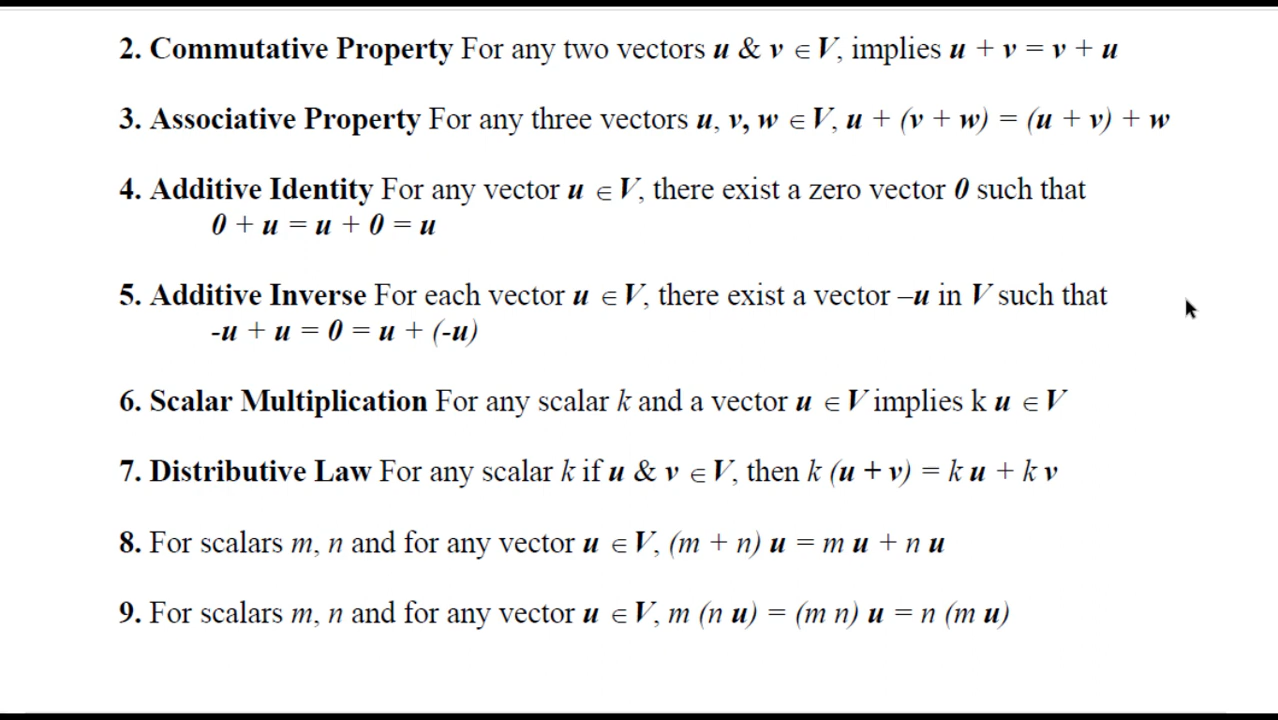 2. Commutative Property For any two vectors u & v ∈ V, implies u + v = v + u
3. Associative Property For any three vectors u, v, w ∈ V, u + (v + w) = (u + v) + w
4. Additive Identity For any vector u ∈ V, there exist a zero vector 0 such that
0 + u = u + 0 = u
5. Additive Inverse For each vector u ∈ V, there exist a vector –u in V such that
-u + u = 0 = u + (-u)
6. Scalar Multiplication For any scalar k and a vector u ∈ V implies k u ∈ V
7. Distributive Law For any scalar k if u & v ∈ V, then k (u + v) = k u + k v
8. For scalars m, n and for any vector u ∈ V, (m + n) u = m u + n u
9. For scalars m, n and for any vector u ∈ V, m (n u) = (m n) u = n (m u)